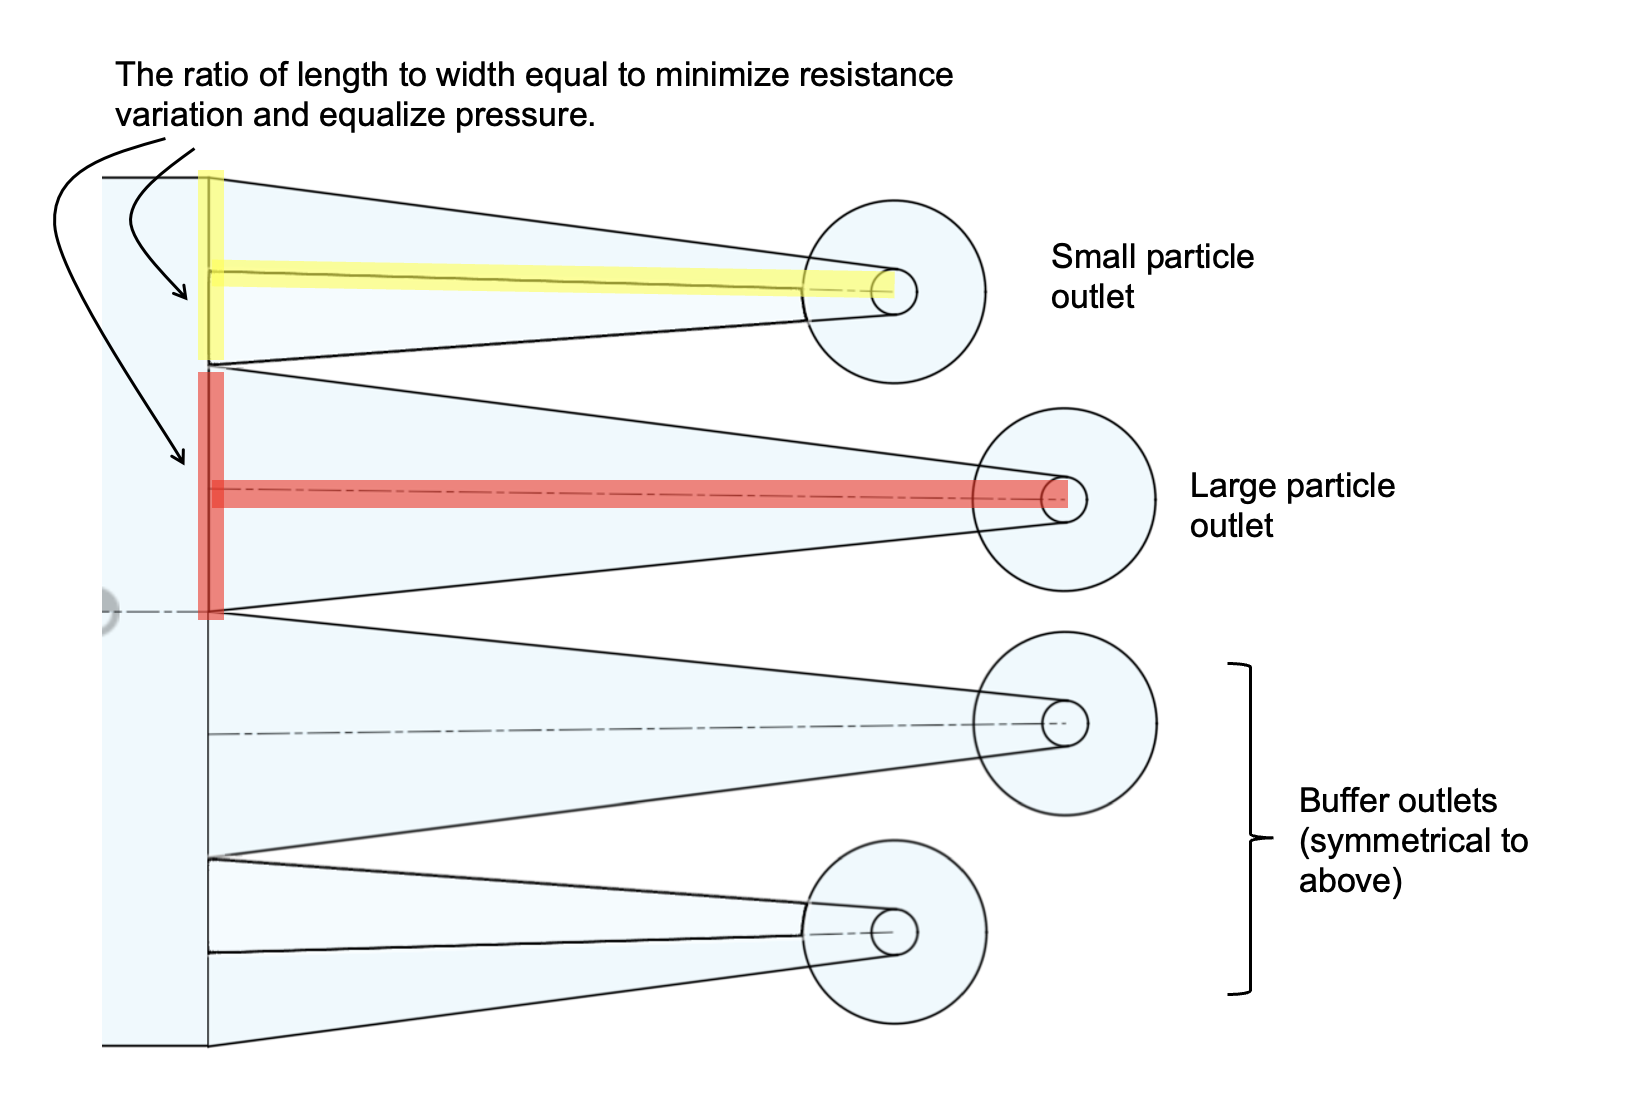 The ratio of length to width equal to minimize resistance
variation and equalize pressure.
Small particle
outlet
Large particle
outlet
Buffer outlets
(symmetrical to
above)